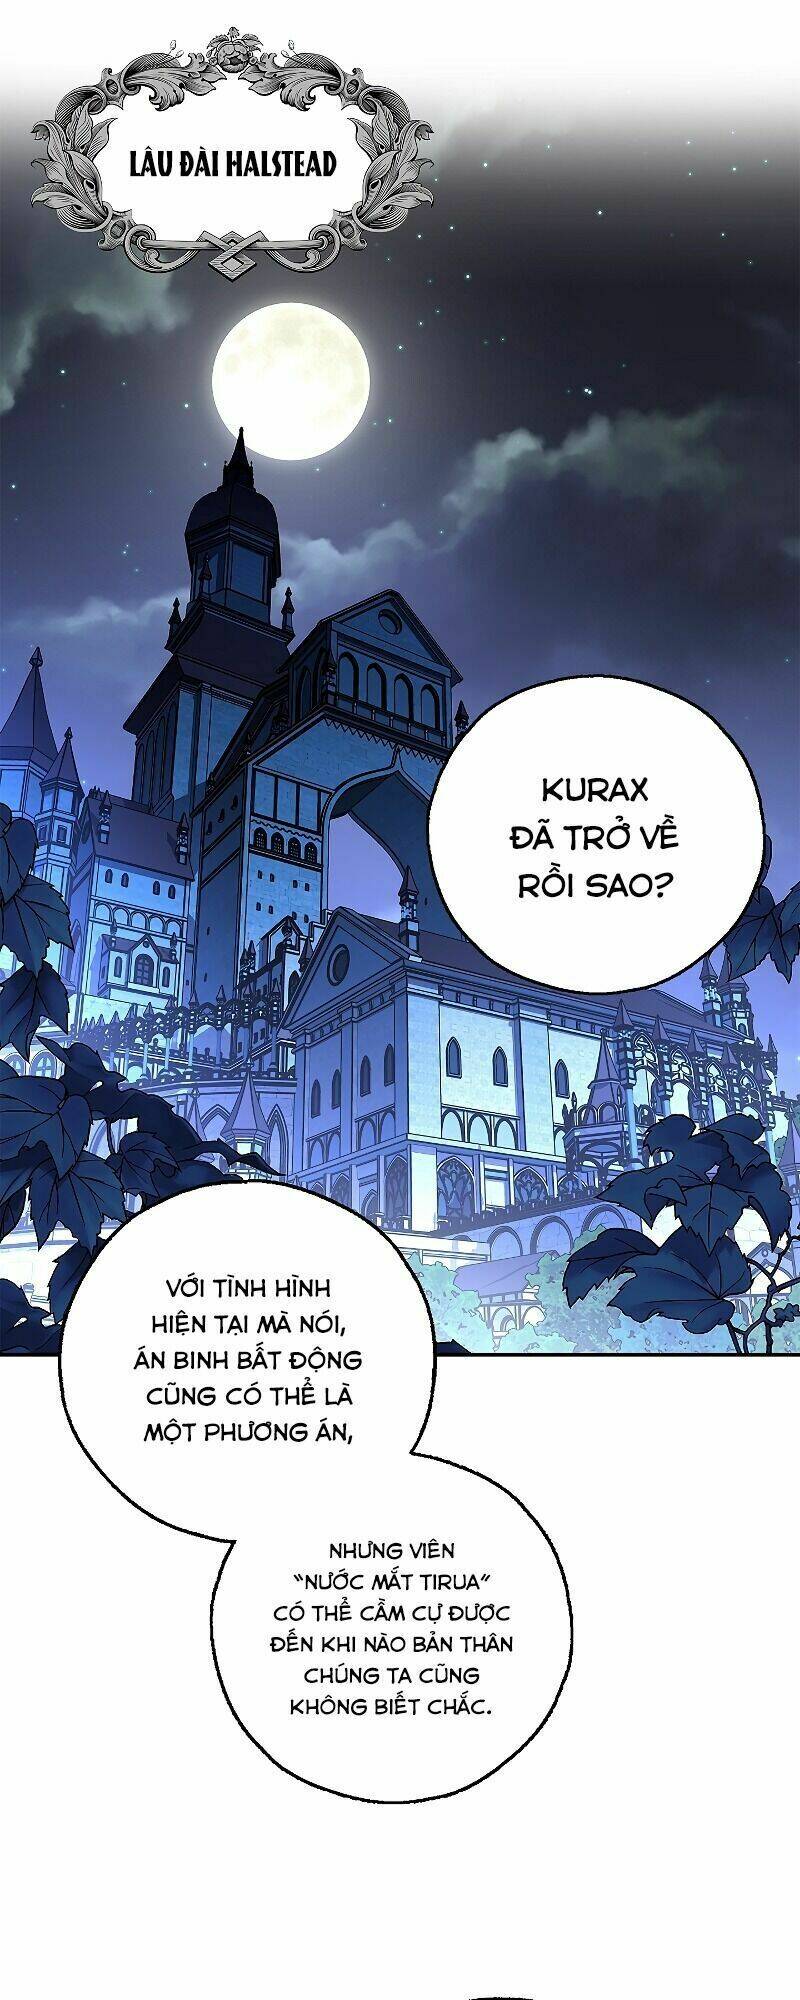 LÂU ĐÀI HALSTEAD
KURAX
ĐÃ TRỞ VỀ
RỒI SAO?
VỚI TÌNH HÌNH
HIỆN TẠI MÀ NÓI,
ÁN BINH BẤT ĐỘNG
CŨNG CÓ THỂ LÀ
MỘT PHƯƠNG ÁN,
NHƯNG VIÊN
“NƯỚC MẮT TIRUA”
CÓ THỂ CẦM CỰ ĐƯỢC
ĐẾN KHI NÀO BẢN THÂN
CHÚNG TA CŨNG
KHÔNG BIẾT CHẮC.